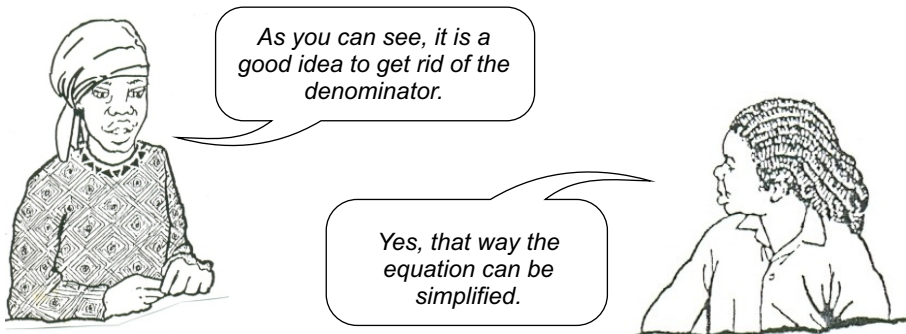 As you can see, it is a
good idea to get rid of the
denominator.
Yes, that way the
equation can be
simplified.